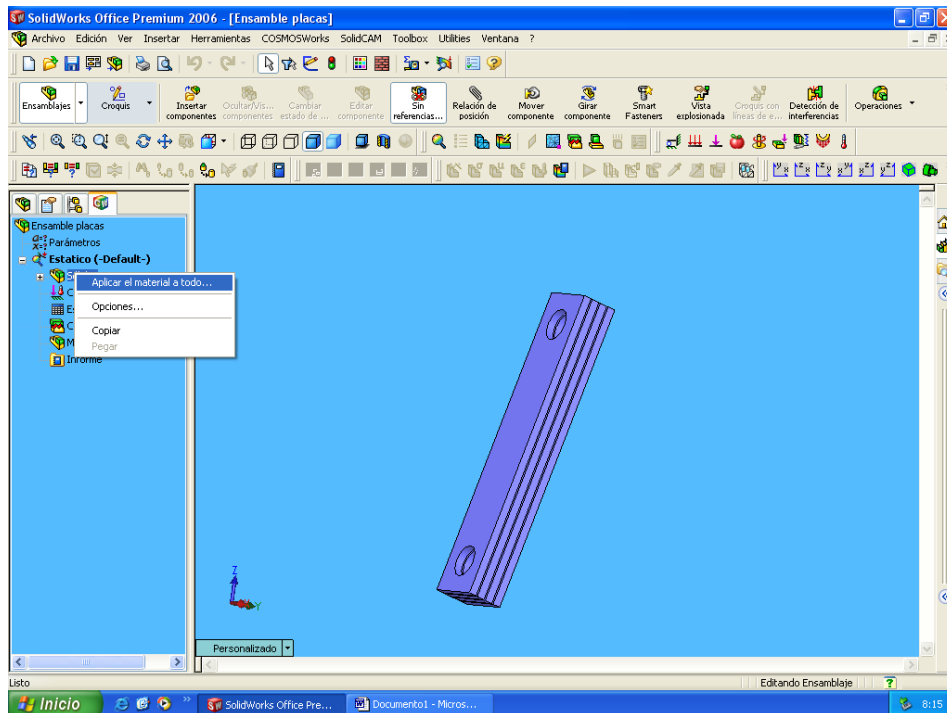 SolidWorks Office Premium 2006 - [Ensamble placas]
Archivo Edición Ver Insertar Herramientas COSMOSWorks SolidCAM Toolbox Utilities Ventana ?
Ensamblajes Croquis Insertar componentes Ocultar/Vis... componentes Cambiar estado de ... Editar componente Sin referencias... Relación de posición Mover componente Girar componente Smart Fasteners Vista explosionada Croquis con líneas de e... Detección de interferencias Operaciones
Ensamble placas
Parámetros
Estatico (-Default-)
Aplicar el material a todo...
Opciones...
Copiar
Pegar
Informe
Z
Y
Personalizado
Listo
Editando Ensamblaje
Inicio
SolidWorks Office Pre...
Documento1 - Micros...
8:15